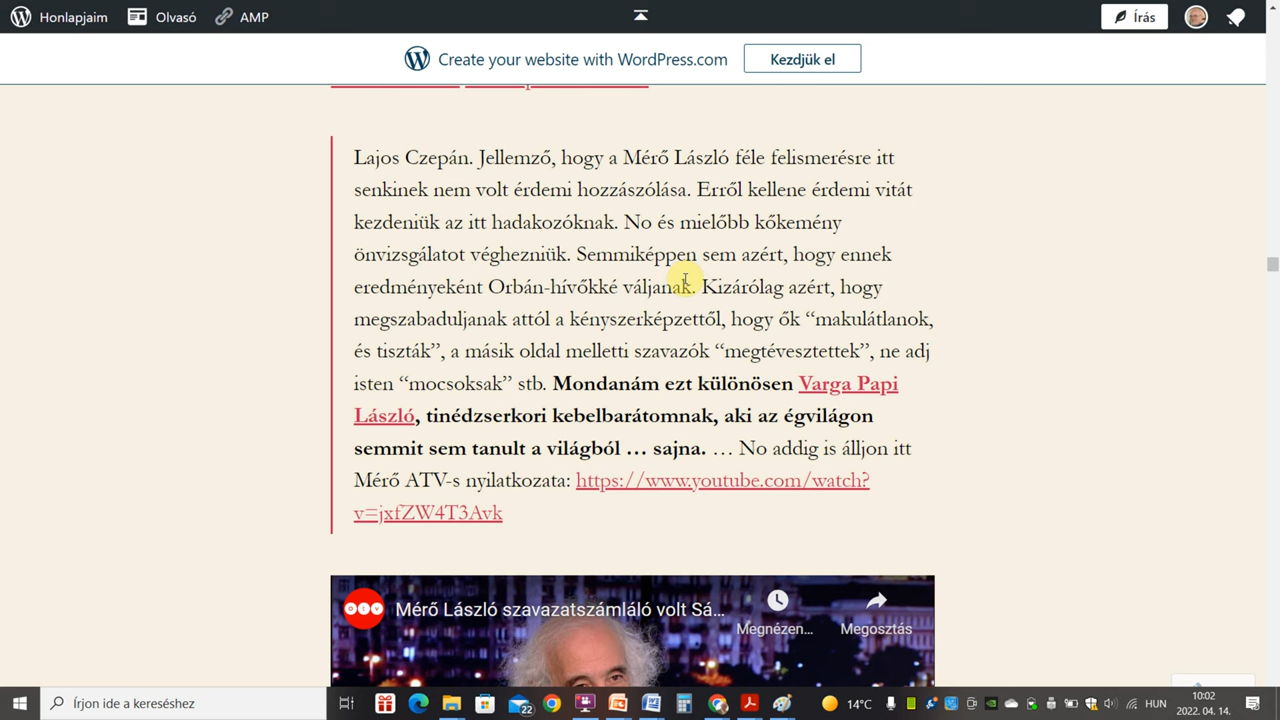 Honlapjaim Olvasó AMP Írás
Create your website with WordPress.com Kezdjük el
Lajos Czepán. Jellemző, hogy a Mérő László féle felismerésre itt
senkinek nem volt érdemi hozzászólása. Erről kellene érdemi vitát
kezdeniük az itt hadakozóknak. No és mielőbb kőkemény
önvizsgálatot véghezniük. Semmiképpen sem azért, hogy ennek
eredményeként Orbán-hívőkké váljanak. Kizárólag azért, hogy
megszabaduljanak attól a kényszerképzettől, hogy ők “makulátlanok,
és tiszták”, a másik oldal melletti szavazók “megtévesztettek”, ne adj
isten “mocsoksak” stb. Mondanám ezt különösen Varga Papi
László, tinédzserkori kebelbarátomnak, aki az égvilágon
semmit sem tanult a világból … sajna. … No addig is álljon itt
Mérő ATV-s nyilatkozata: https://www.youtube.com/watch?
v=jxfZW4T3Avk
Mérő László szavazatszámláló volt Sá...
Megnézen... Megosztás
Írjon ide a kereséshez
22
14°C
HUN
10:02
2022. 04. 14.